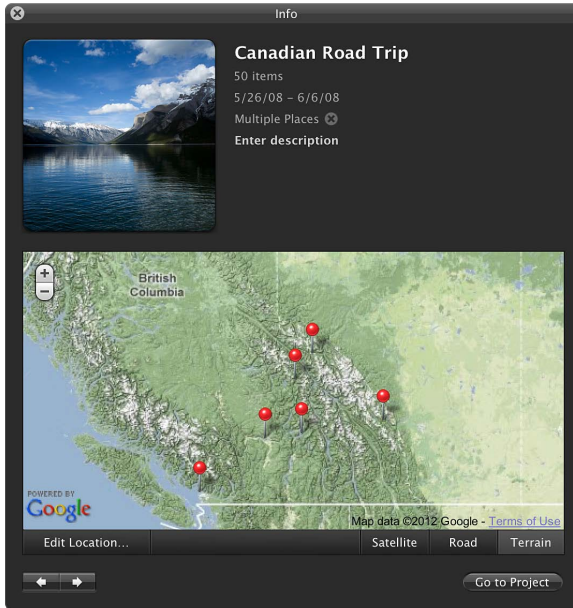 Info
Canadian Road Trip
50 items
5/26/08 – 6/6/08
Multiple Places
Enter description
British
Columbia
POWERED BY
Google
Map data ©2012 Google - Terms of Use
Edit Location...
Satellite
Road
Terrain
Go to Project